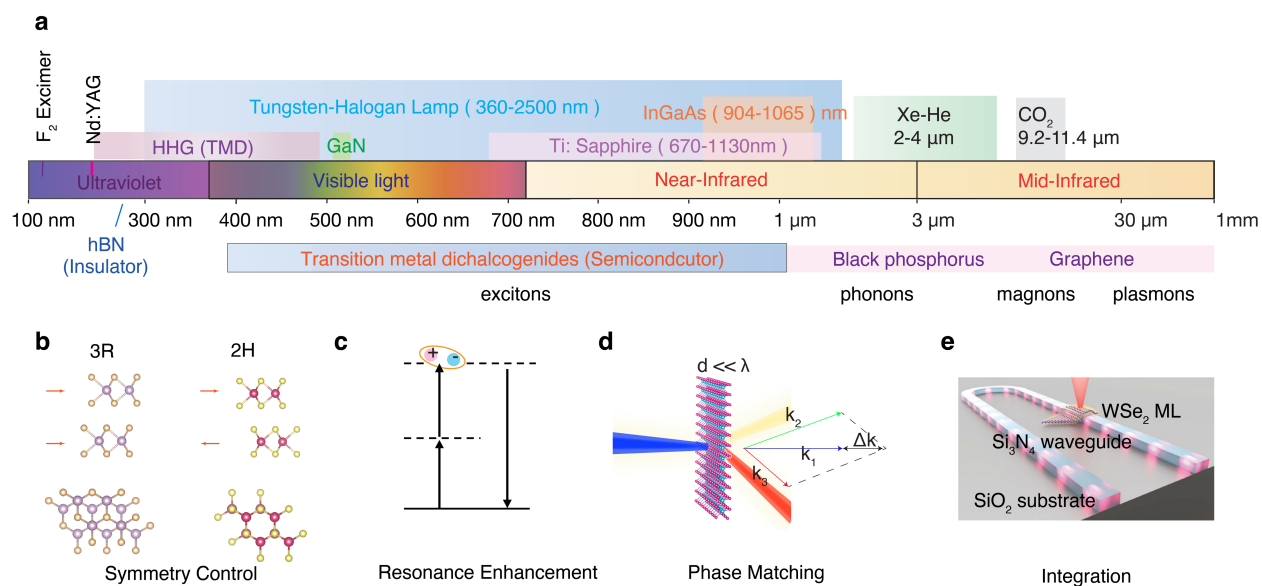 a
F2 Excimer
Nd:YAG
Tungsten-Halogan Lamp ( 360-2500 nm )
InGaAs ( 904-1065 ) nm
Xe-He
2-4 µm
CO2
9.2-11.4 µm
HHG (TMD)
GaN
Ti: Sapphire ( 670-1130nm )
Ultraviolet
Visible light
Near-Infrared
Mid-Infrared
100 nm 300 nm 400 nm 500 nm 600 nm 700 nm 800 nm 900 nm 1 µm 3 µm 30 µm 1mm
hBN
(Insulator)
Transition metal dichalcogenides (Semicondcutor)
Black phosphorus
Graphene
excitons
phonons
magnons
plasmons
b
3R
2H
Symmetry Control
c
+
-
Resonance Enhancement
d
d << λ
k2
k1
Δk
k3
Phase Matching
e
WSe2 ML
Si3N4 waveguide
SiO2 substrate
Integration